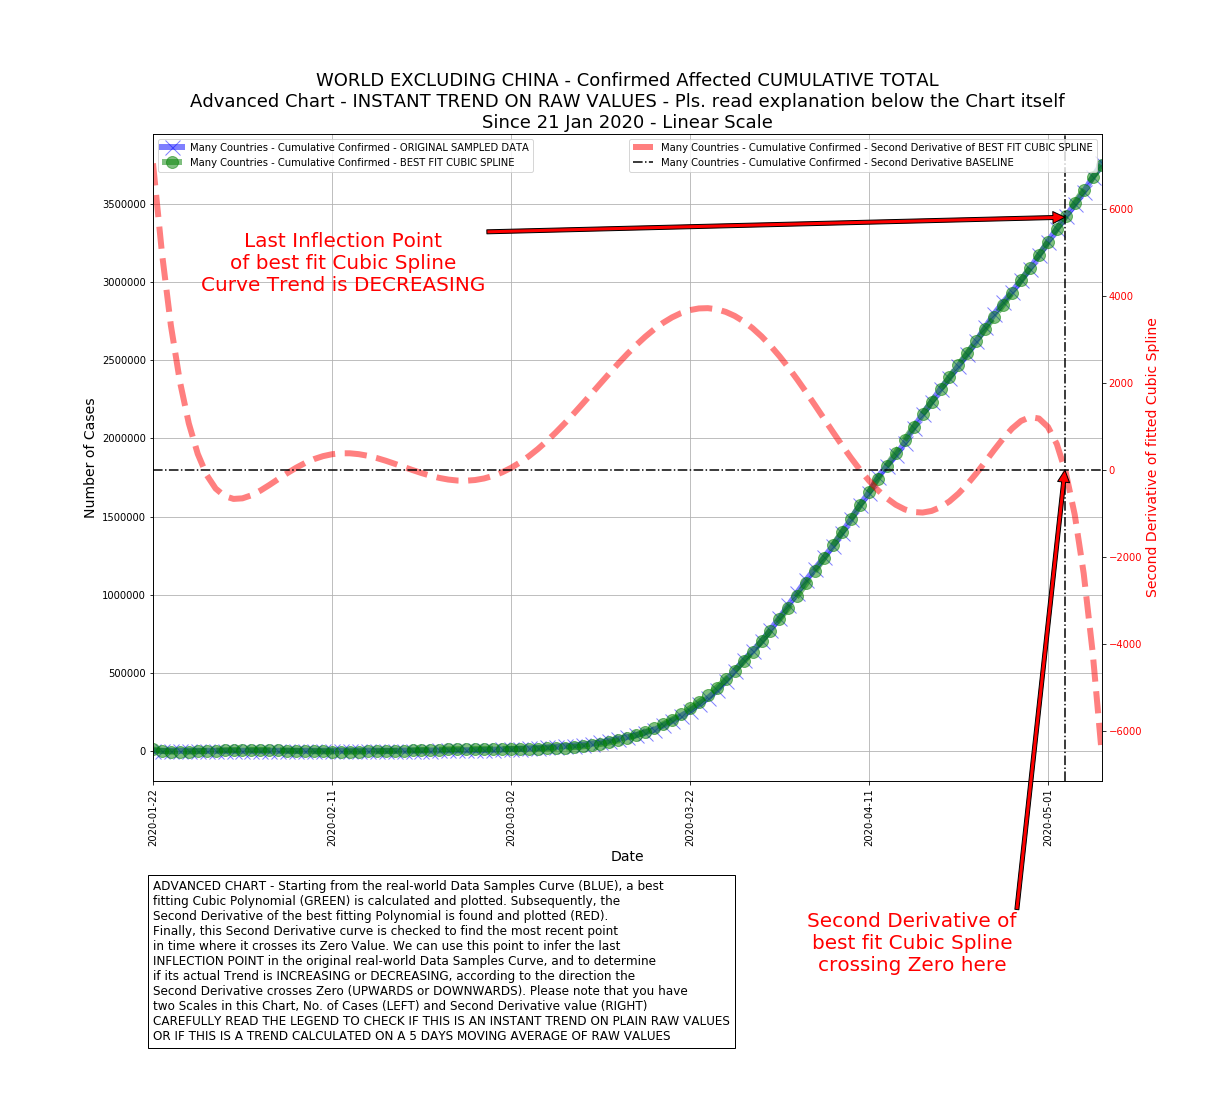 WORLD EXCLUDING CHINA - Confirmed Affected CUMULATIVE TOTAL
Advanced Chart - INSTANT TREND ON RAW VALUES - Pls. read explanation below the Chart itself
Since 21 Jan 2020 - Linear Scale
Many Countries - Cumulative Confirmed - ORIGINAL SAMPLED DATA
Many Countries - Cumulative Confirmed - BEST FIT CUBIC SPLINE
Many Countries - Cumulative Confirmed - Second Derivative of BEST FIT CUBIC SPLINE
Many Countries - Cumulative Confirmed - Second Derivative BASELINE
Last Inflection Point
of best fit Cubic Spline
Curve Trend is DECREASING
Number of Cases
3500000
3000000
2500000
2000000
1500000
1000000
500000
0
6000
4000
2000
0
−2000
−4000
−6000
Second Derivative of fitted Cubic Spline
2020-01-22
2020-02-11
2020-03-02
2020-03-22
2020-04-11
2020-05-01
Date
ADVANCED CHART - Starting from the real-world Data Samples Curve (BLUE), a best
fitting Cubic Polynomial (GREEN) is calculated and plotted. Subsequently, the
Second Derivative of the best fitting Polynomial is found and plotted (RED).
Finally, this Second Derivative curve is checked to find the most recent point
in time where it crosses its Zero Value. We can use this point to infer the last
INFLECTION POINT in the original real-world Data Samples Curve, and to determine
if its actual Trend is INCREASING or DECREASING, according to the direction the
Second Derivative crosses Zero (UPWARDS or DOWNWARDS). Please note that you have
two Scales in this Chart, No. of Cases (LEFT) and Second Derivative value (RIGHT)
CAREFULLY READ THE LEGEND TO CHECK IF THIS IS AN INSTANT TREND ON PLAIN RAW VALUES
OR IF THIS IS A TREND CALCULATED ON A 5 DAYS MOVING AVERAGE OF RAW VALUES
Second Derivative of
best fit Cubic Spline
crossing Zero here